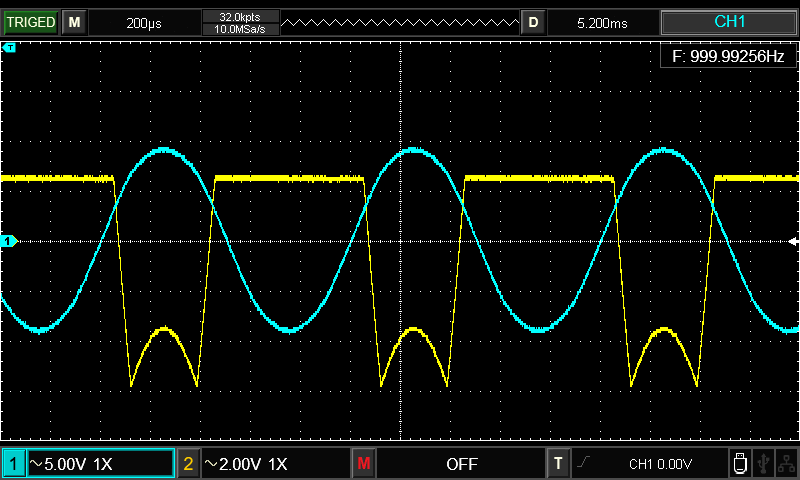 TRIGED M 200µs 32.0kpts D 5.200ms CH1
10.0MSa/s
T F: 999.99256Hz
1
1 5.00V 1X 2 2.00V 1X M OFF T CH1 0.00V